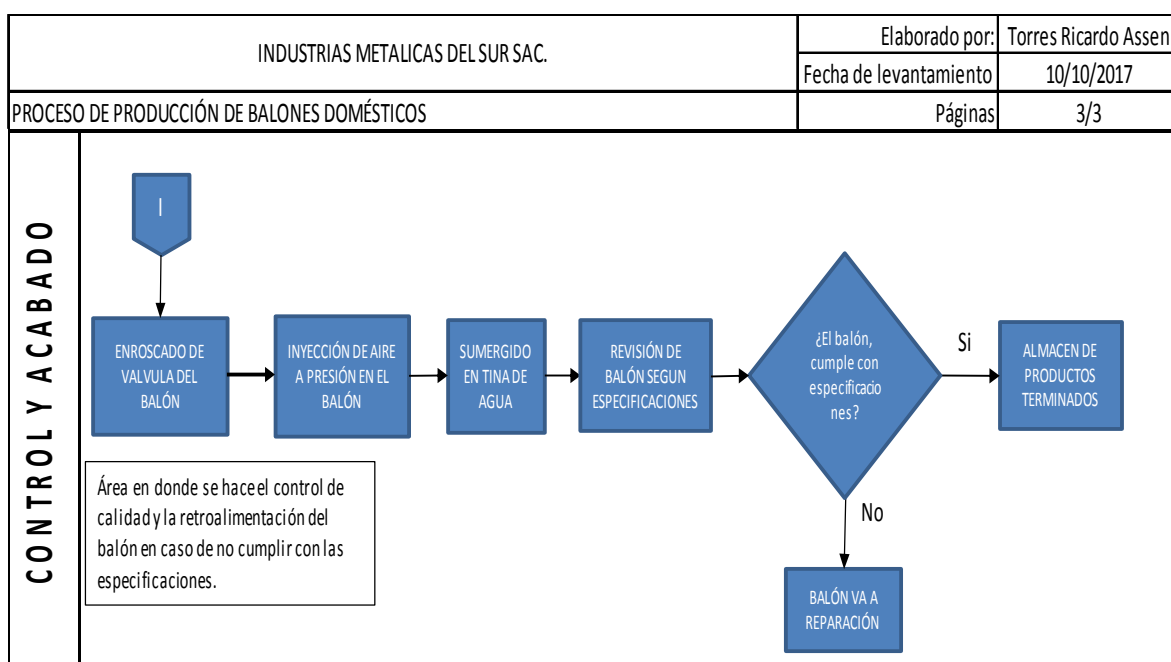 INDUSTRIAS METALICAS DEL SUR SAC.
Elaborado por: Torres Ricardo Assen
Fecha de levantamiento 10/10/2017
PROCESO DE PRODUCCIÓN DE BALONES DOMÉSTICOS
Páginas 3/3
CONTROL Y ACABADO
I
ENROSCADO DE
VALVULA DEL
BALÓN
INYECCIÓN DE AIRE
A PRESIÓN EN EL
BALÓN
SUMERGIDO
EN TINA DE
AGUA
REVISIÓN DE
BALÓN SEGUN
ESPECIFICACIONES
¿El balón,
cumple con
especificacio
nes?
Si
ALMACEN DE
PRODUCTOS
TERMINADOS
No
BALÓN VA A
REPARACIÓN
Área en donde se hace el control de
calidad y la retroalimentación del
balón en caso de no cumplir con las
especificaciones.